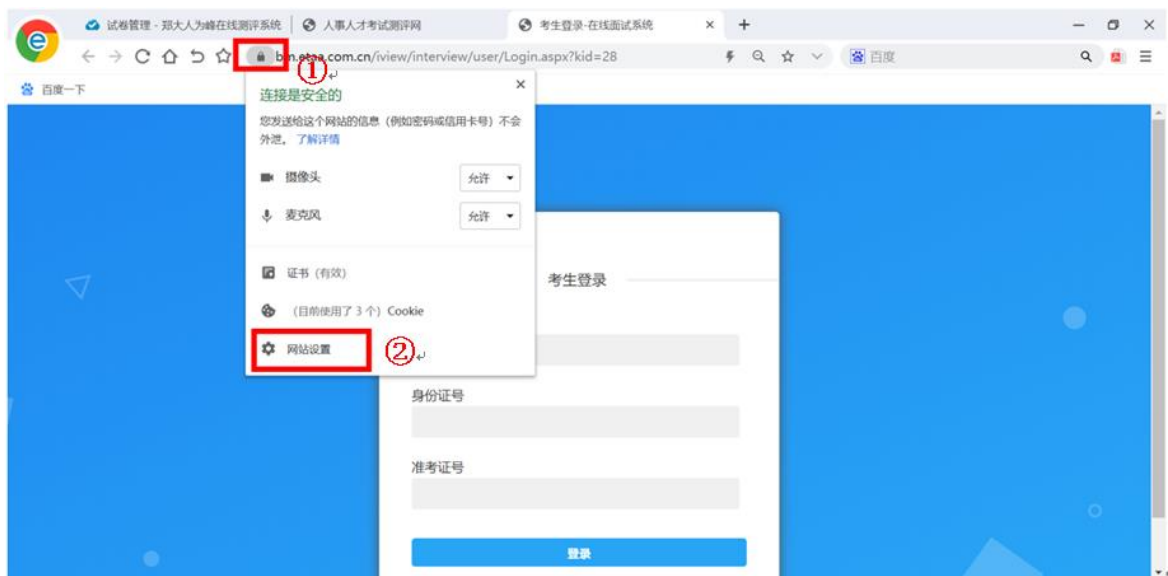 试卷管理 - 郑大人为峰在线测评系统
人事人才考试测评网
考生登录-在线面试系统
bm.etaa.com.cn/iview/interview/user/Login.aspx?kid=28
百度
百度一下
①
连接是安全的
您发送给这个网站的信息（例如密码或信用卡号）不会
外泄。 了解详情
摄像头 允许
麦克风 允许
证书 (有效)
(目前使用了 3 个) Cookie
网站设置
②
考生登录
身份证号
准考证号
登录